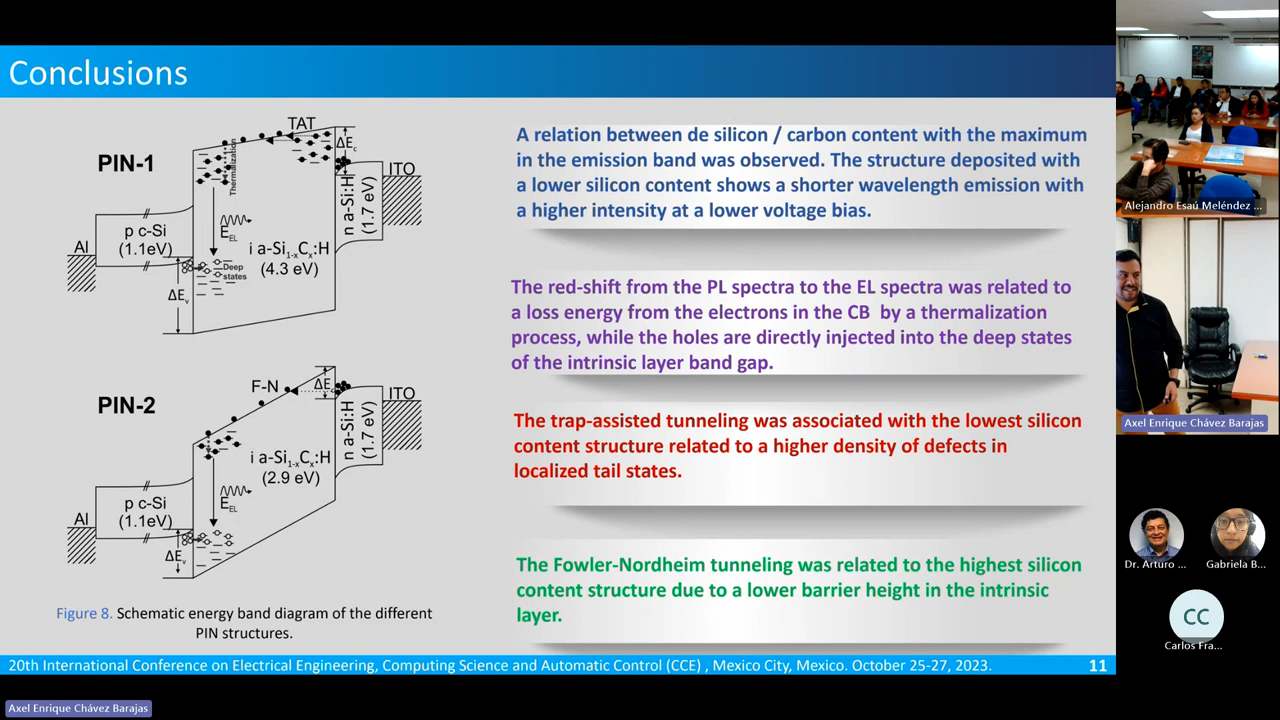 Conclusions
PIN-1
TAT
ΔEc
Thermalization
ITO
n a-Si:H
(1.7 eV)
p c-Si
(1.1eV)
Al
EEL
i a-Si1-xCx:H
(4.3 eV)
Deep
states
ΔEv
PIN-2
F-N
ΔEc
ITO
n a-Si:H
(1.7 eV)
i a-Si1-xCx:H
(2.9 eV)
p c-Si
(1.1eV)
Al
EEL
ΔEv
Figure 8. Schematic energy band diagram of the different
PIN structures.
A relation between de silicon / carbon content with the maximum
in the emission band was observed. The structure deposited with
a lower silicon content shows a shorter wavelength emission with
a higher intensity at a lower voltage bias.
The red-shift from the PL spectra to the EL spectra was related to
a loss energy from the electrons in the CB by a thermalization
process, while the holes are directly injected into the deep states
of the intrinsic layer band gap.
The trap-assisted tunneling was associated with the lowest silicon
content structure related to a higher density of defects in
localized tail states.
The Fowler-Nordheim tunneling was related to the highest silicon
content structure due to a lower barrier height in the intrinsic
layer.
20th International Conference on Electrical Engineering, Computing Science and Automatic Control (CCE) , Mexico City, Mexico. October 25-27, 2023.
11
Alejandro Esaú Meléndez ...
Axel Enrique Chávez Barajas
Dr. Arturo ...
Gabriela B...
CC
Carlos Fra...
Axel Enrique Chávez Barajas